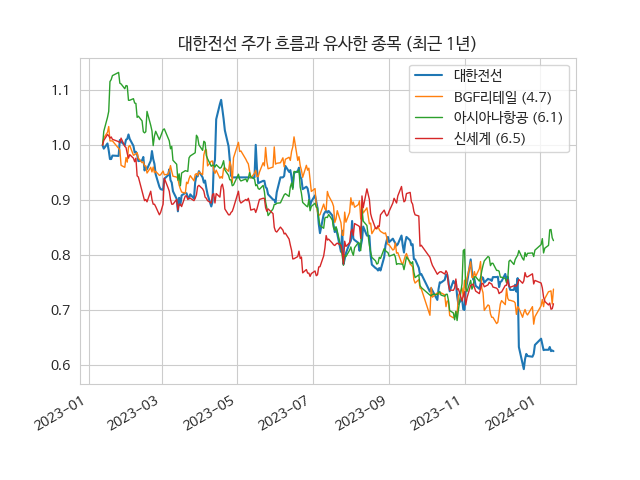 대한전선 주가 흐름과 유사한 종목 (최근 1년)
대한전선
BGF리테일 (4.7)
아시아나항공 (6.1)
신세계 (6.5)
1.1
1.0
0.9
0.8
0.7
0.6
2023-01
2023-03
2023-05
2023-07
2023-09
2023-11
2024-01